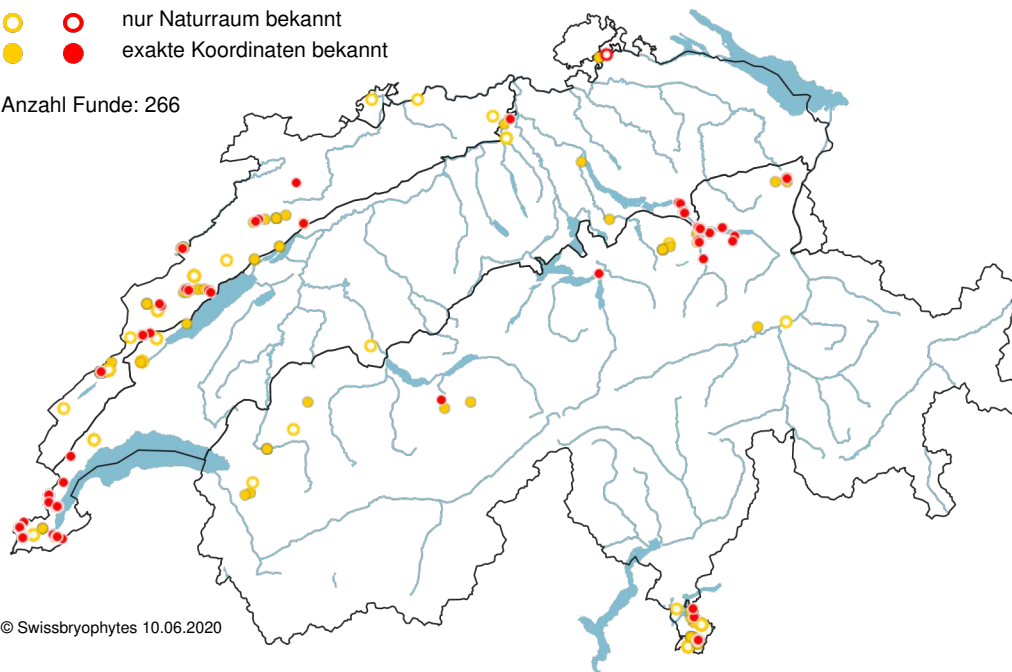 nur Naturraum bekannt
exakte Koordinaten bekannt
Anzahl Funde: 266
© Swissbryophytes 10.06.2020